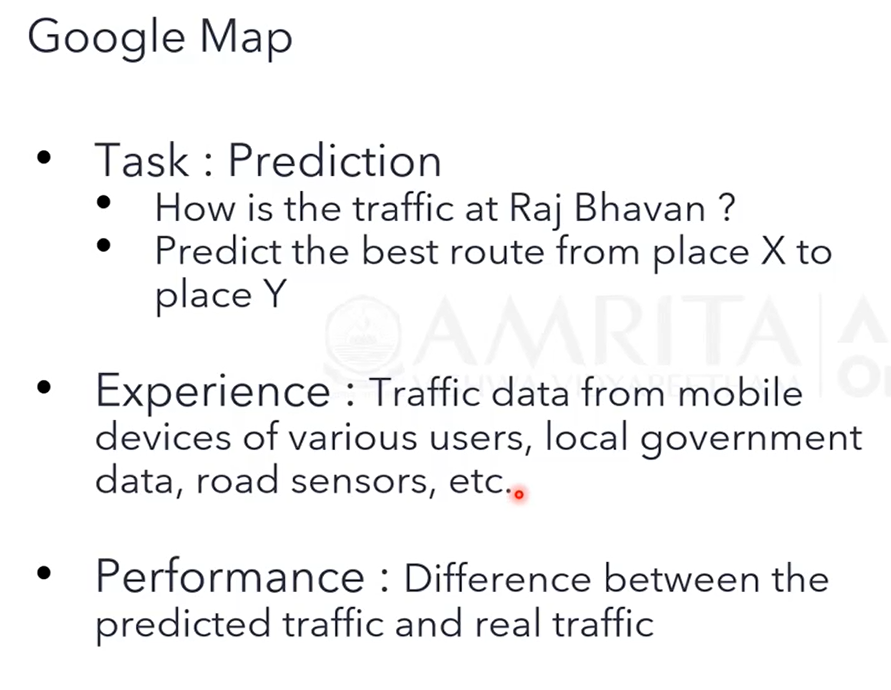 Google Map
• Task : Prediction
• How is the traffic at Raj Bhavan ?
• Predict the best route from place X to
place Y
AMRITA
• Experience : Traffic data from mobile
devices of various users, local government
data, road sensors, etc.
• Performance : Difference between the
predicted traffic and real traffic